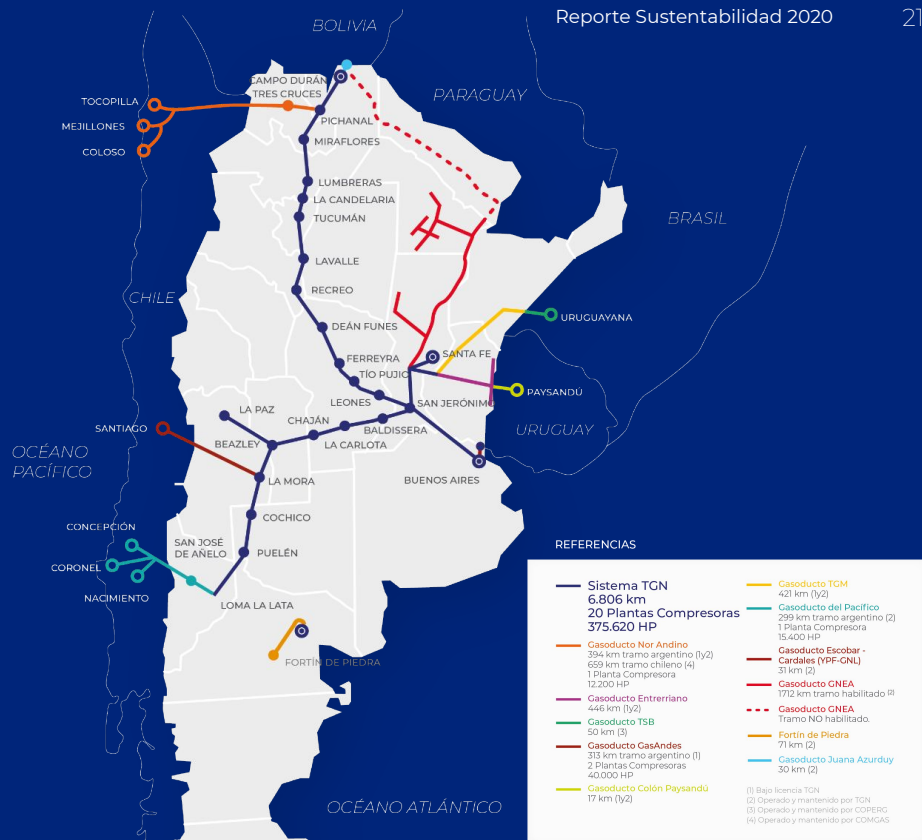 Reporte Sustentabilidad 2020
21
BOLIVIA
PARAGUAY
BRASIL
CHILE
URUGUAY
OCÉANO
PACÍFICO
OCÉANO ATLÁNTICO
CAMPO DURÁN
TRES CRUCES
TOCOPILLA
MEJILLONES
COLOSO
PICHANAL
MIRAFLORES
LUMBRERAS
LA CANDELARIA
TUCUMÁN
LAVALLE
RECREO
DEÁN FUNES
URUGUAYANA
FERREYRA
SANTA FE
TÍO PUJIO
PAYSANDÚ
LEONES
SAN JERÓNIMO
LA PAZ
CHAJÁN
BALDISSERA
SANTIAGO
BEAZLEY
LA CARLOTA
LA MORA
BUENOS AIRES
COCHICO
CONCEPCIÓN
SAN JOSÉ
DE AÑELO
PUELÉN
CORONEL
NACIMIENTO
LOMA LA LATA
FORTÍN DE PIEDRA
REFERENCIAS
Sistema TGN
6.806 km
20 Plantas Compresoras
375.620 HP
Gasoducto Nor Andino
394 km tramo argentino (1y2)
659 km tramo chileno (4)
1 Planta Compresora
12.200 HP
Gasoducto Entrerriano
446 km (1y2)
Gasoducto TSB
50 km (3)
Gasoducto GasAndes
313 km tramo argentino (1)
2 Plantas Compresoras
40.000 HP
Gasoducto Colón Paysandú
17 km (1y2)
Gasoducto TGM
421 km (1y2)
Gasoducto del Pacífico
299 km tramo argentino (2)
1 Planta Compresora
15.400 HP
Gasoducto Escobar -
Cardales (YPF-GNL)
31 km (2)
Gasoducto GNEA
1712 km tramo habilitado (2)
Gasoducto GNEA
Tramo NO habilitado.
Fortín de Piedra
71 km (2)
Gasoducto Juana Azurduy
30 km (2)
(1) Bajo licencia TGN
(2) Operado y mantenido por TGN
(3) Operado y mantenido por COPERG
(4) Operado y mantenido por COMGAS